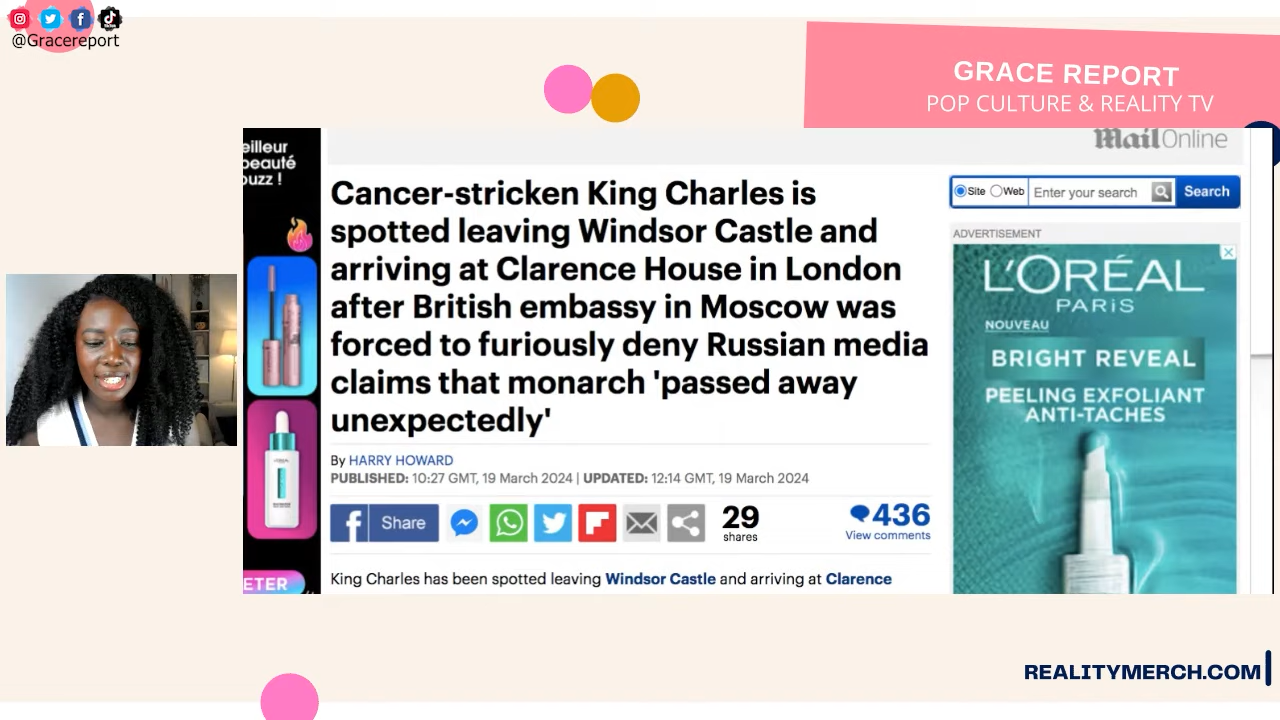 @Gracereport
GRACE REPORT
POP CULTURE & REALITY TV
eilleur
beauté
buzz !
ETER
MailOnline
Cancer-stricken King Charles is
spotted leaving Windsor Castle and
arriving at Clarence House in London
after British embassy in Moscow was
forced to furiously deny Russian media
claims that monarch 'passed away
unexpectedly'
By HARRY HOWARD
PUBLISHED: 10:27 GMT, 19 March 2024 | UPDATED: 12:14 GMT, 19 March 2024
Share
29
shares
436
View comments
King Charles has been spotted leaving Windsor Castle and arriving at Clarence
Site Web Enter your search Search
ADVERTISEMENT
L'ORÉAL
PARiS
NOUVEAU
BRIGHT REVEAL
PEELING EXFOLIANT
ANTI-TACHES
REALITYMERCH.COM